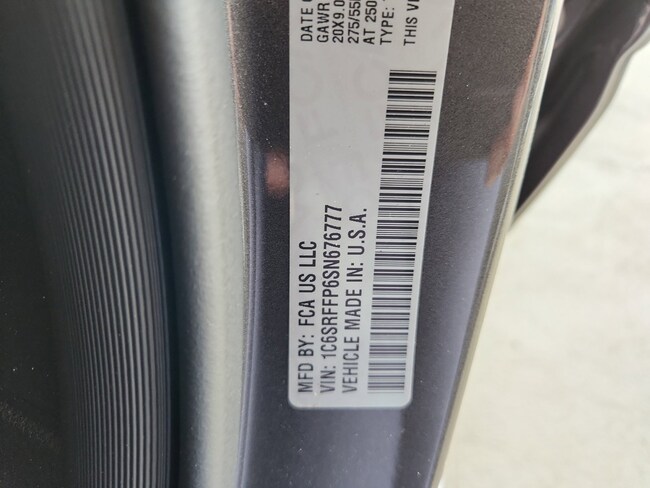 MFD BY: FCA US LLC
VIN: 1C6SRFFP6SN676777
VEHICLE MADE IN: U.S.A.
DATE O
GAWR
20X9.0
275/55
AT 250
TYPE:
THIS VE